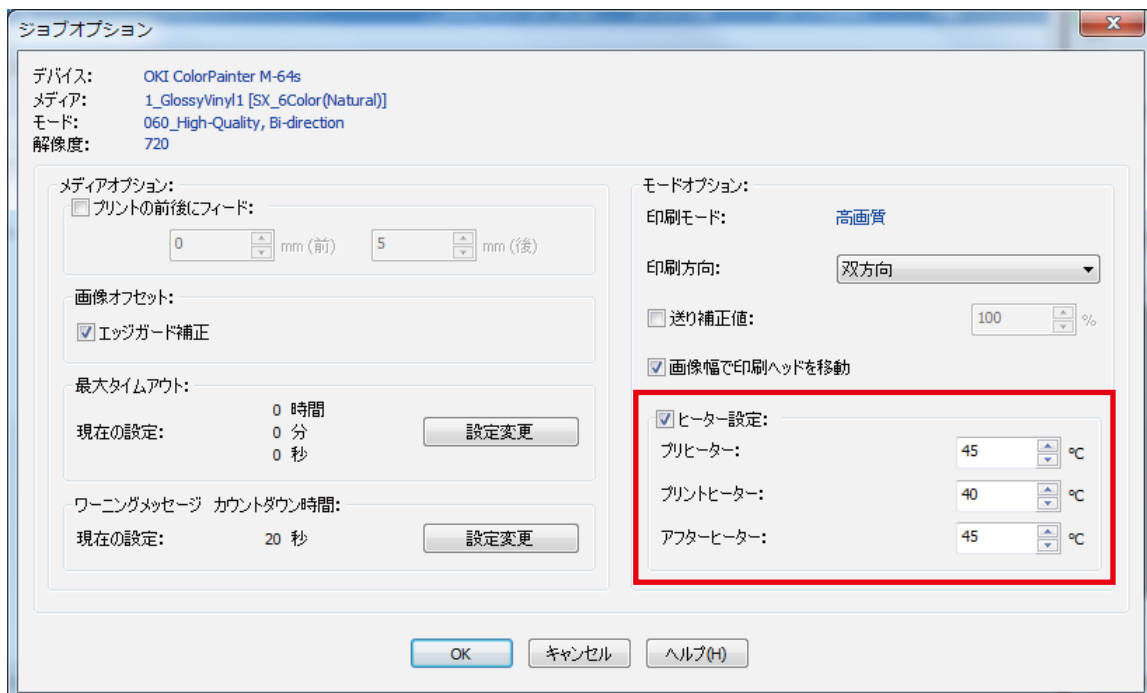 ジョブオプション
デバイス: OKI ColorPainter M-64s
メディア: 1_GlossyVinyl1 [SX_6Color(Natural)]
モード: 060_High-Quality, Bi-direction
解像度: 720
メディアオプション:
プリントの前後にフィード:
0 mm (前) 5 mm (後)
画像オフセット:
エッジガード補正
最大タイムアウト:
現在の設定: 0 時間
0 分
0 秒
設定変更
ワーニングメッセージ カウントダウン時間:
現在の設定: 20 秒 設定変更
モードオプション:
印刷モード: 高画質
印刷方向: 双方向
送り補正値: 100 %
画像幅で印刷ヘッドを移動
ヒーター設定:
プリヒーター: 45 ℃
プリントヒーター: 40 ℃
アフターヒーター: 45 ℃
OK キャンセル ヘルプ(H)